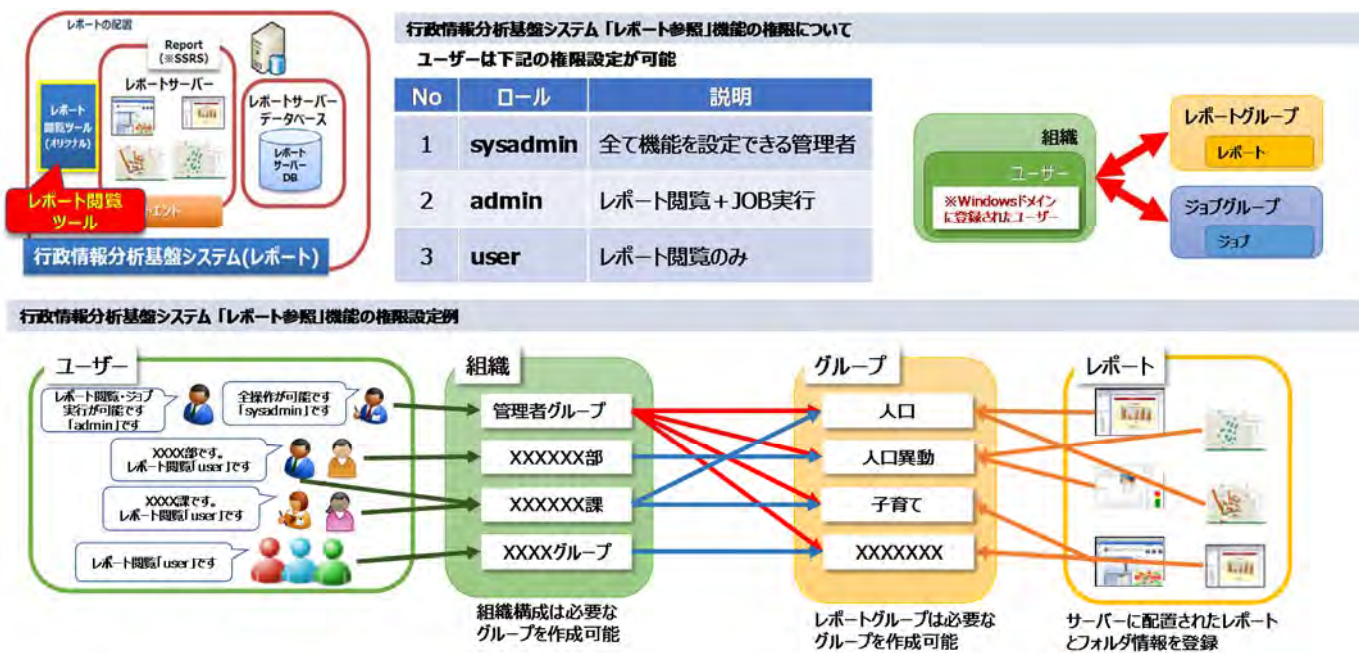 レポートの配置
Report
(※SSRS)
レポートサーバー
レポート
閲覧ツール
(オリジナル)
レポートサーバー
データベース
レポート
サーバー
DB
レポート閲覧
ツール
行政情報分析基盤システム(レポート)
行政情報分析基盤システム「レポート参照」機能の権限について
ユーザーは下記の権限設定が可能
No ロール 説明
1 sysadmin 全て機能を設定できる管理者
2 admin レポート閲覧+JOB実行
3 user レポート閲覧のみ
組織
ユーザー
※Windowsドメイン
に登録されたユーザー
レポートグループ
レポート
ジョブグループ
ジョブ
行政情報分析基盤システム「レポート参照」機能の権限設定例
ユーザー
レポート閲覧・ジョブ
実行が可能です
「admin」です
全操作が可能です
「sysadmin」です
XXXX部です。
レポート閲覧「user」です
XXXX課です。
レポート閲覧「user」です
レポート閲覧「user」です
組織
管理者グループ
XXXXXX部
XXXXXX課
XXXXグループ
組織構成は必要な
グループを作成可能
グループ
人口
人口異動
子育て
XXXXXXX
レポートグループは必要な
グループを作成可能
レポート
サーバーに配置されたレポート
とフォルダ情報を登録